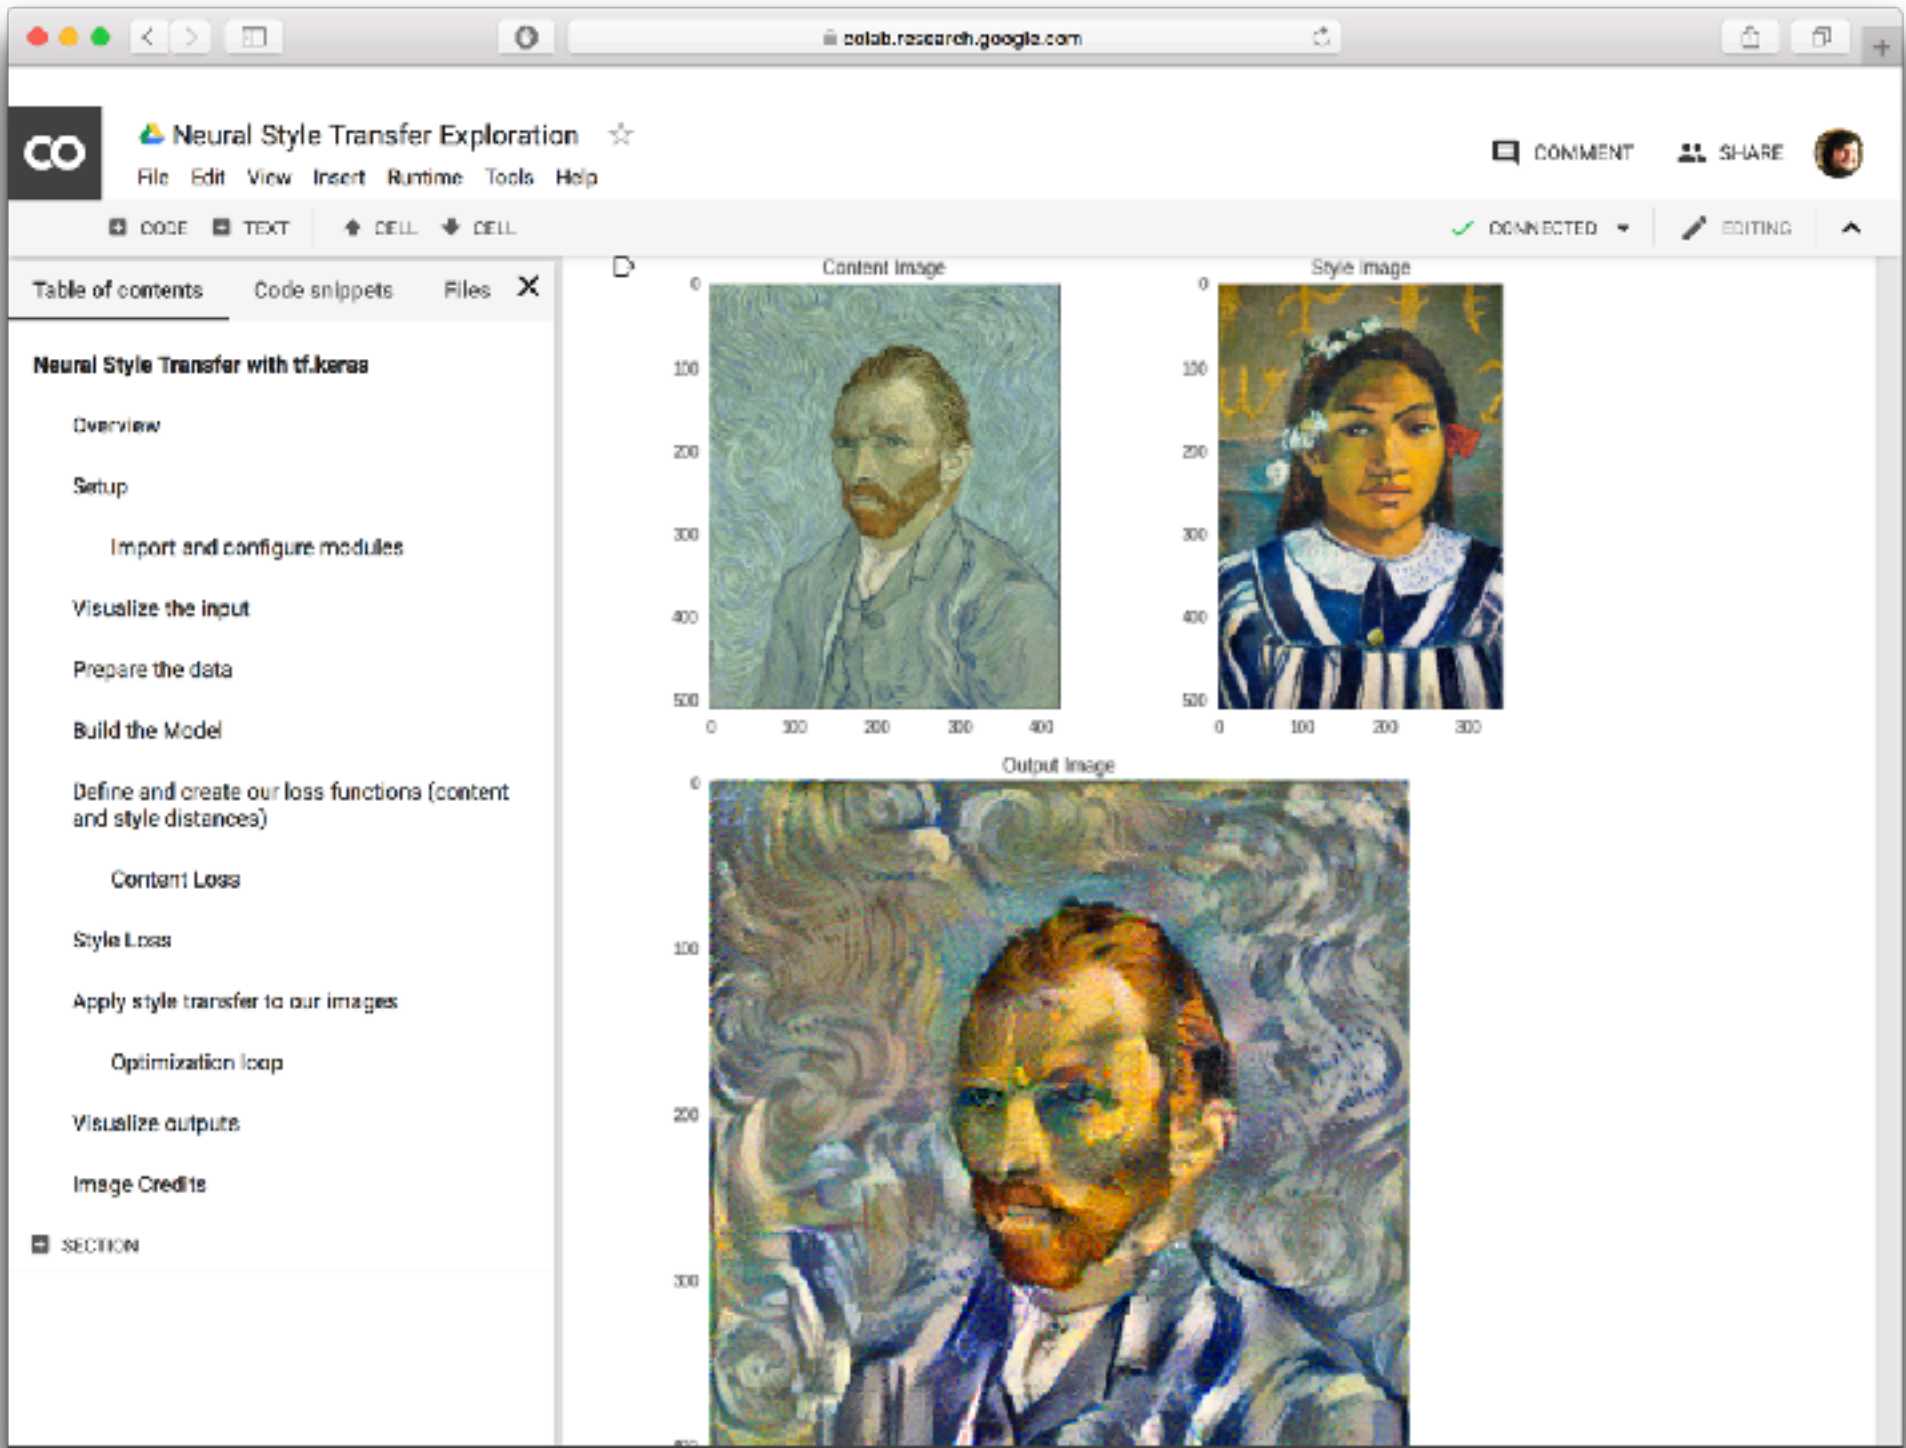 colab.research.google.com
CO
Neural Style Transfer Exploration
File Edit View Insert Runtime Tools Help
COMMENT SHARE
CODE TEXT CELL CELL
CONNECTED EDITING
Table of contents Code snippets Files
Neural Style Transfer with tf.keras
Overview
Setup
Import and configure modules
Visualize the input
Prepare the data
Build the Model
Define and create our loss functions (content
and style distances)
Content Loss
Style Loss
Apply style transfer to our images
Optimization loop
Visualize outputs
Image Credits
SECTION
Content Image
0
100
200
300
400
500
0 100 200 300 400
Style Image
0
100
200
300
400
500
0 100 200 300
Output Image
0
100
200
300